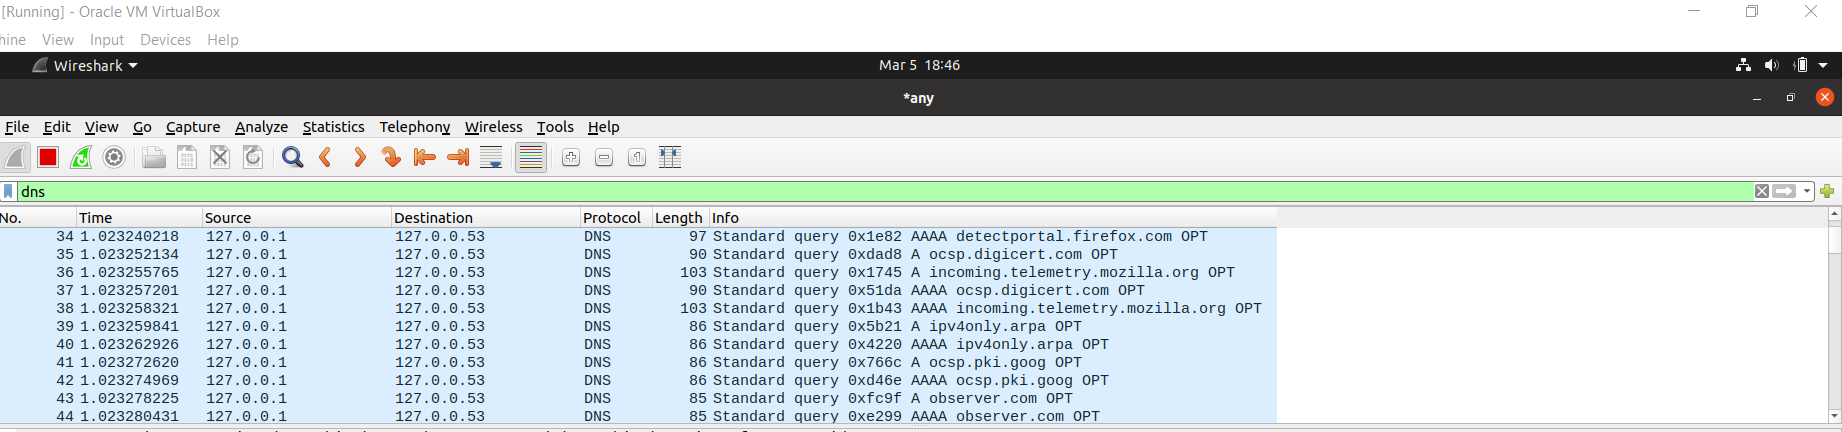 [Running] - Oracle VM VirtualBox
hine View Input Devices Help
Wireshark Mar 5 18:46
*any
File Edit View Go Capture Analyze Statistics Telephony Wireless Tools Help
dns
No. Time Source Destination Protocol Length Info
34 1.023240218 127.0.0.1 127.0.0.53 DNS 97 Standard query 0x1e82 AAAA detectportal.firefox.com OPT
35 1.023252134 127.0.0.1 127.0.0.53 DNS 90 Standard query 0xdad8 A ocsp.digicert.com OPT
36 1.023255765 127.0.0.1 127.0.0.53 DNS 103 Standard query 0x1745 A incoming.telemetry.mozilla.org OPT
37 1.023257201 127.0.0.1 127.0.0.53 DNS 90 Standard query 0x51da AAAA ocsp.digicert.com OPT
38 1.023258321 127.0.0.1 127.0.0.53 DNS 103 Standard query 0x1b43 AAAA incoming.telemetry.mozilla.org OPT
39 1.023259841 127.0.0.1 127.0.0.53 DNS 86 Standard query 0x5b21 A ipv4only.arpa OPT
40 1.023262926 127.0.0.1 127.0.0.53 DNS 86 Standard query 0x4220 AAAA ipv4only.arpa OPT
41 1.023272620 127.0.0.1 127.0.0.53 DNS 86 Standard query 0x766c A ocsp.pki.goog OPT
42 1.023274969 127.0.0.1 127.0.0.53 DNS 86 Standard query 0xd46e AAAA ocsp.pki.goog OPT
43 1.023278225 127.0.0.1 127.0.0.53 DNS 85 Standard query 0xfc9f A observer.com OPT
44 1.023280431 127.0.0.1 127.0.0.53 DNS 85 Standard query 0xe299 AAAA observer.com OPT